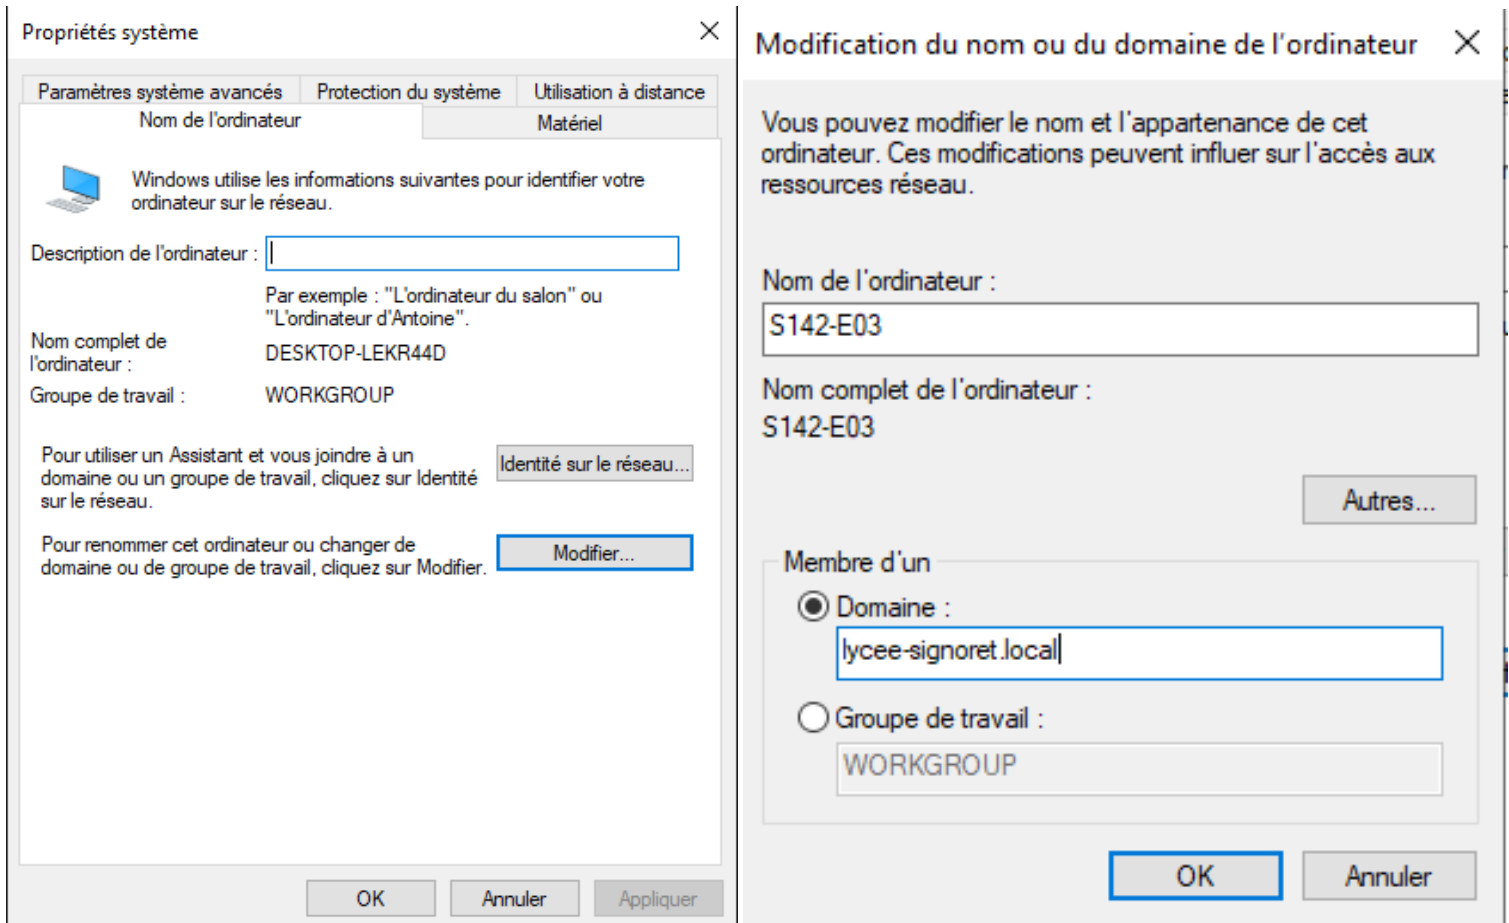 Propriétés système
Paramètres système avancés
Protection du système
Utilisation à distance
Nom de l'ordinateur
Matériel
Windows utilise les informations suivantes pour identifier votre
ordinateur sur le réseau.
Description de l'ordinateur :
Par exemple : "L'ordinateur du salon" ou
"L'ordinateur d'Antoine".
Nom complet de
l'ordinateur :
DESKTOP-LEKR44D
Groupe de travail :
WORKGROUP
Pour utiliser un Assistant et vous joindre à un
domaine ou un groupe de travail, cliquez sur Identité
sur le réseau.
Identité sur le réseau...
Pour renommer cet ordinateur ou changer de
domaine ou de groupe de travail, cliquez sur Modifier.
Modifier...
OK
Annuler
Appliquer
Modification du nom ou du domaine de l'ordinateur
Vous pouvez modifier le nom et l'appartenance de cet
ordinateur. Ces modifications peuvent influer sur l'accès aux
ressources réseau.
Nom de l'ordinateur :
S142-E03
Nom complet de l'ordinateur :
S142-E03
Autres...
Membre d'un
Domaine :
lycee-signoret.local
Groupe de travail :
WORKGROUP
OK
Annuler